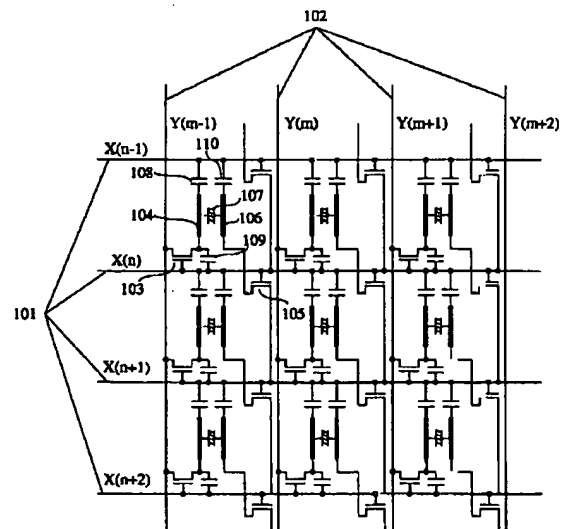 102
Y(m-1) Y(m) Y(m+1) Y(m+2)
X(n-1)
110
108
107
104
106
109
X(n)
103
105
101
X(n+1)
X(n+2)